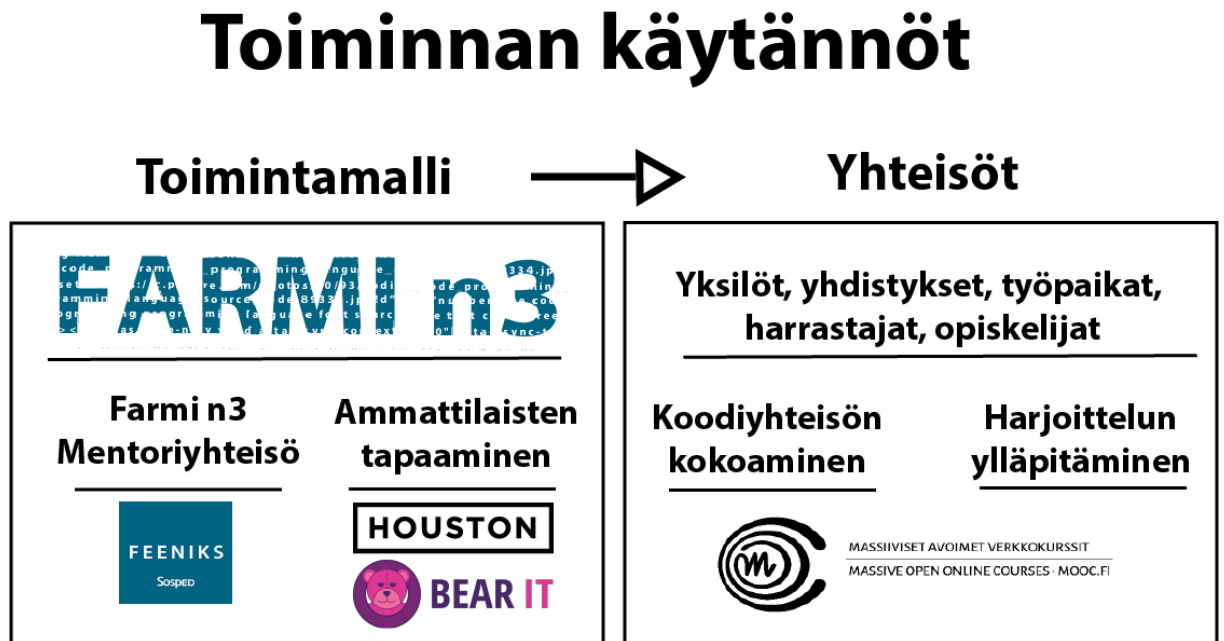 Toiminnan käytännöt
Toimintamalli
Yhteisöt
FARMI n3
Farmi n3
Mentoriyhteisö
FEENIKS
SOSPED
Ammattilaisten
tapaaminen
HOUSTON
BEAR IT
Yksilöt, yhdistykset, työpaikat,
harrastajat, opiskelijat
Koodiyhteisön
kokoaminen
Harjoittelun
ylläpitäminen
m
MASSIIVISET AVOIMET VERKKOKURSSIT
MASSIVE OPEN ONLINE COURSES · MOOC.FI